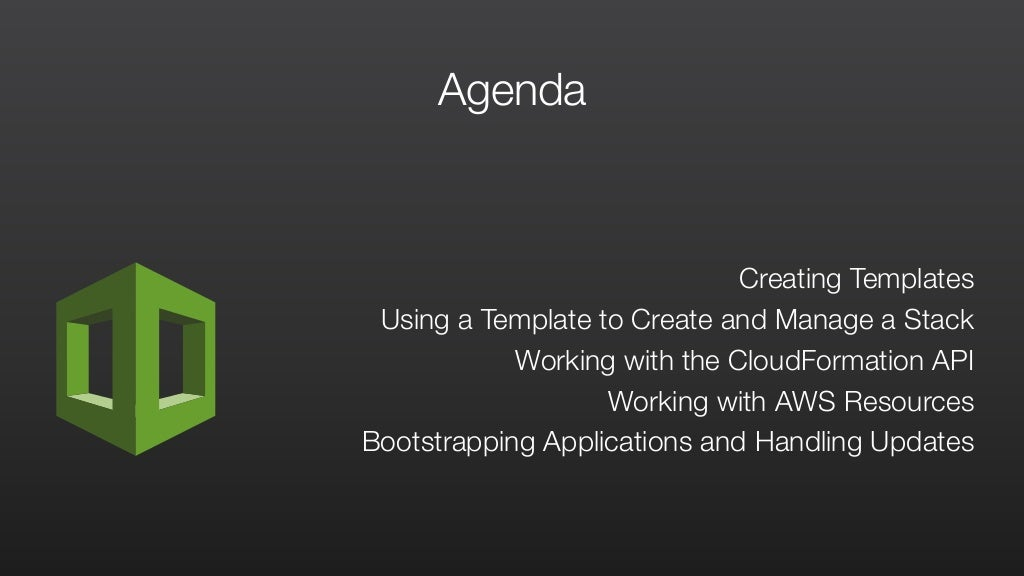 Agenda
Creating Templates
Using a Template to Create and Manage a Stack
Working with the CloudFormation API
Working with AWS Resources
Bootstrapping Applications and Handling Updates